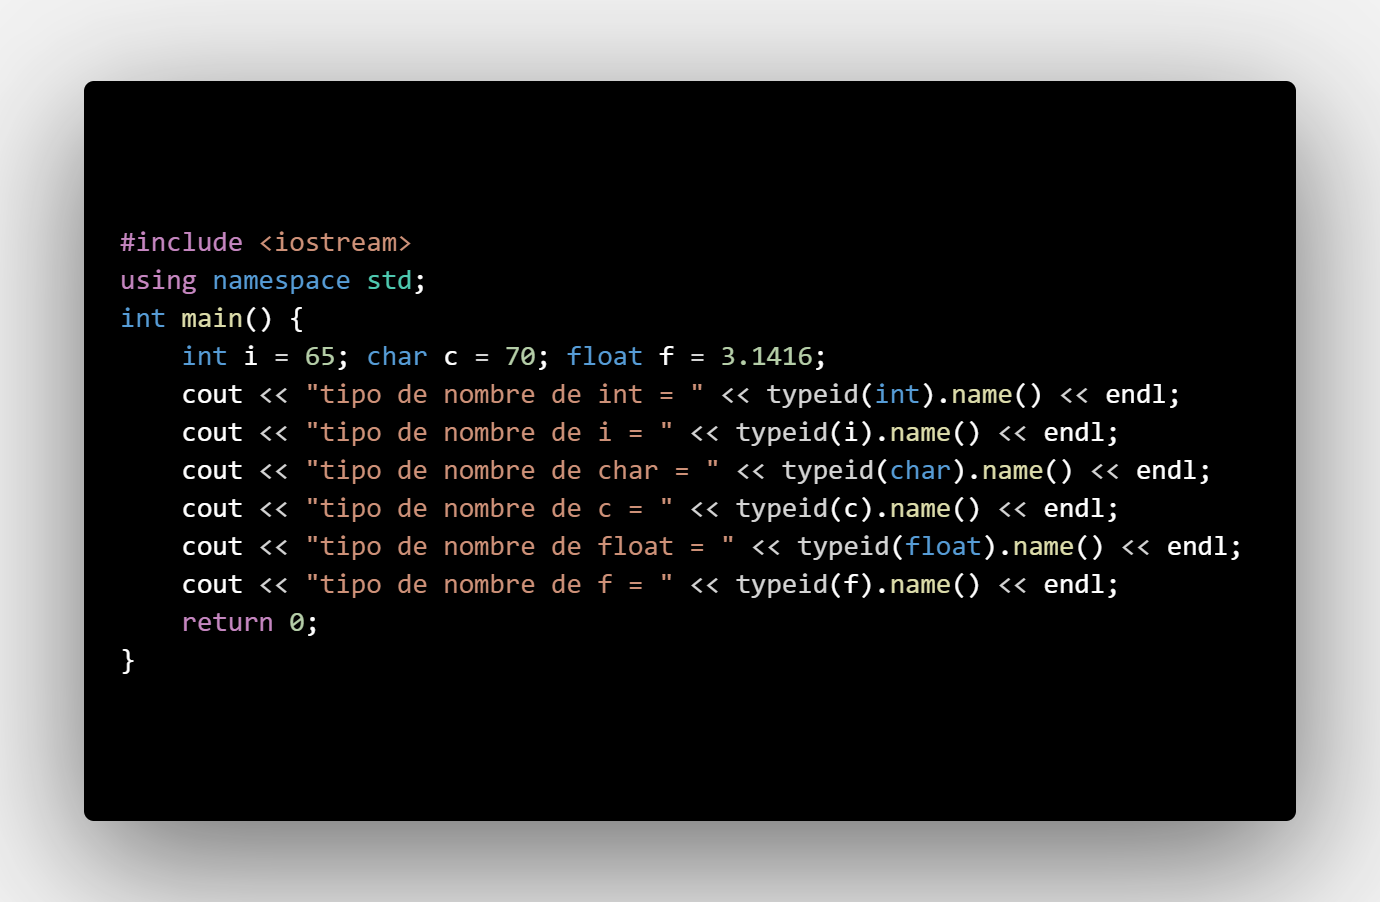 #include <iostream>
using namespace std;
int main() {
    int i = 65; char c = 70; float f = 3.1416;
    cout << "tipo de nombre de int = " << typeid(int).name() << endl;
    cout << "tipo de nombre de i = " << typeid(i).name() << endl;
    cout << "tipo de nombre de char = " << typeid(char).name() << endl;
    cout << "tipo de nombre de c = " << typeid(c).name() << endl;
    cout << "tipo de nombre de float = " << typeid(float).name() << endl;
    cout << "tipo de nombre de f = " << typeid(f).name() << endl;
    return 0;
}